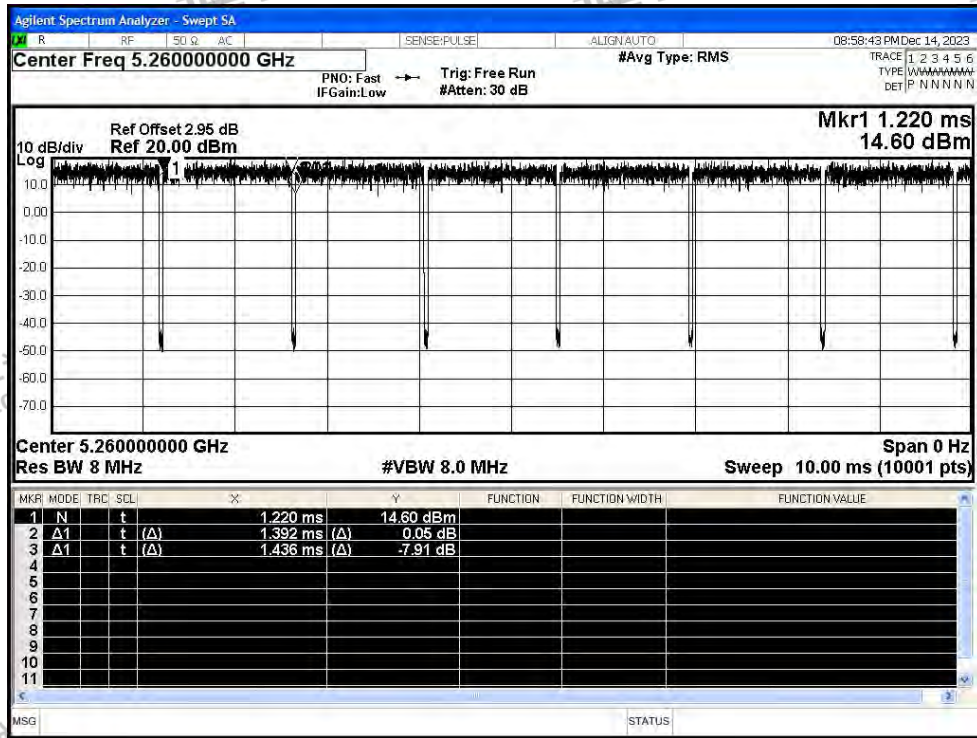 Agilent Spectrum Analyzer - Swept SA
LXI R RF 50 Ω AC SENSE:PULSE ALIGN AUTO 08:58:43 PM Dec 14, 2023
Center Freq 5.260000000 GHz #Avg Type: RMS TRACE 1 2 3 4 5 6
PNO: Fast Trig: Free Run TYPE WWWWWW
IFGain:Low #Atten: 30 dB DET P N N N N N
Mkr1 1.220 ms
Ref Offset 2.95 dB
10 dB/div Ref 20.00 dBm 14.60 dBm
Log
1
10.0
0.00
-10.0
-20.0
-30.0
-40.0
-50.0
-60.0
-70.0
Center 5.260000000 GHz Span 0 Hz
Res BW 8 MHz #VBW 8.0 MHz Sweep 10.00 ms (10001 pts)
MKR MODE TRC SCL X Y FUNCTION FUNCTION WIDTH FUNCTION VALUE
1 N t 1.220 ms 14.60 dBm
2 Δ1 t (Δ) 1.392 ms (Δ) 0.05 dB
3 Δ1 t (Δ) 1.436 ms (Δ) -7.91 dB
4
5
6
7
8
9
10
11
MSG STATUS